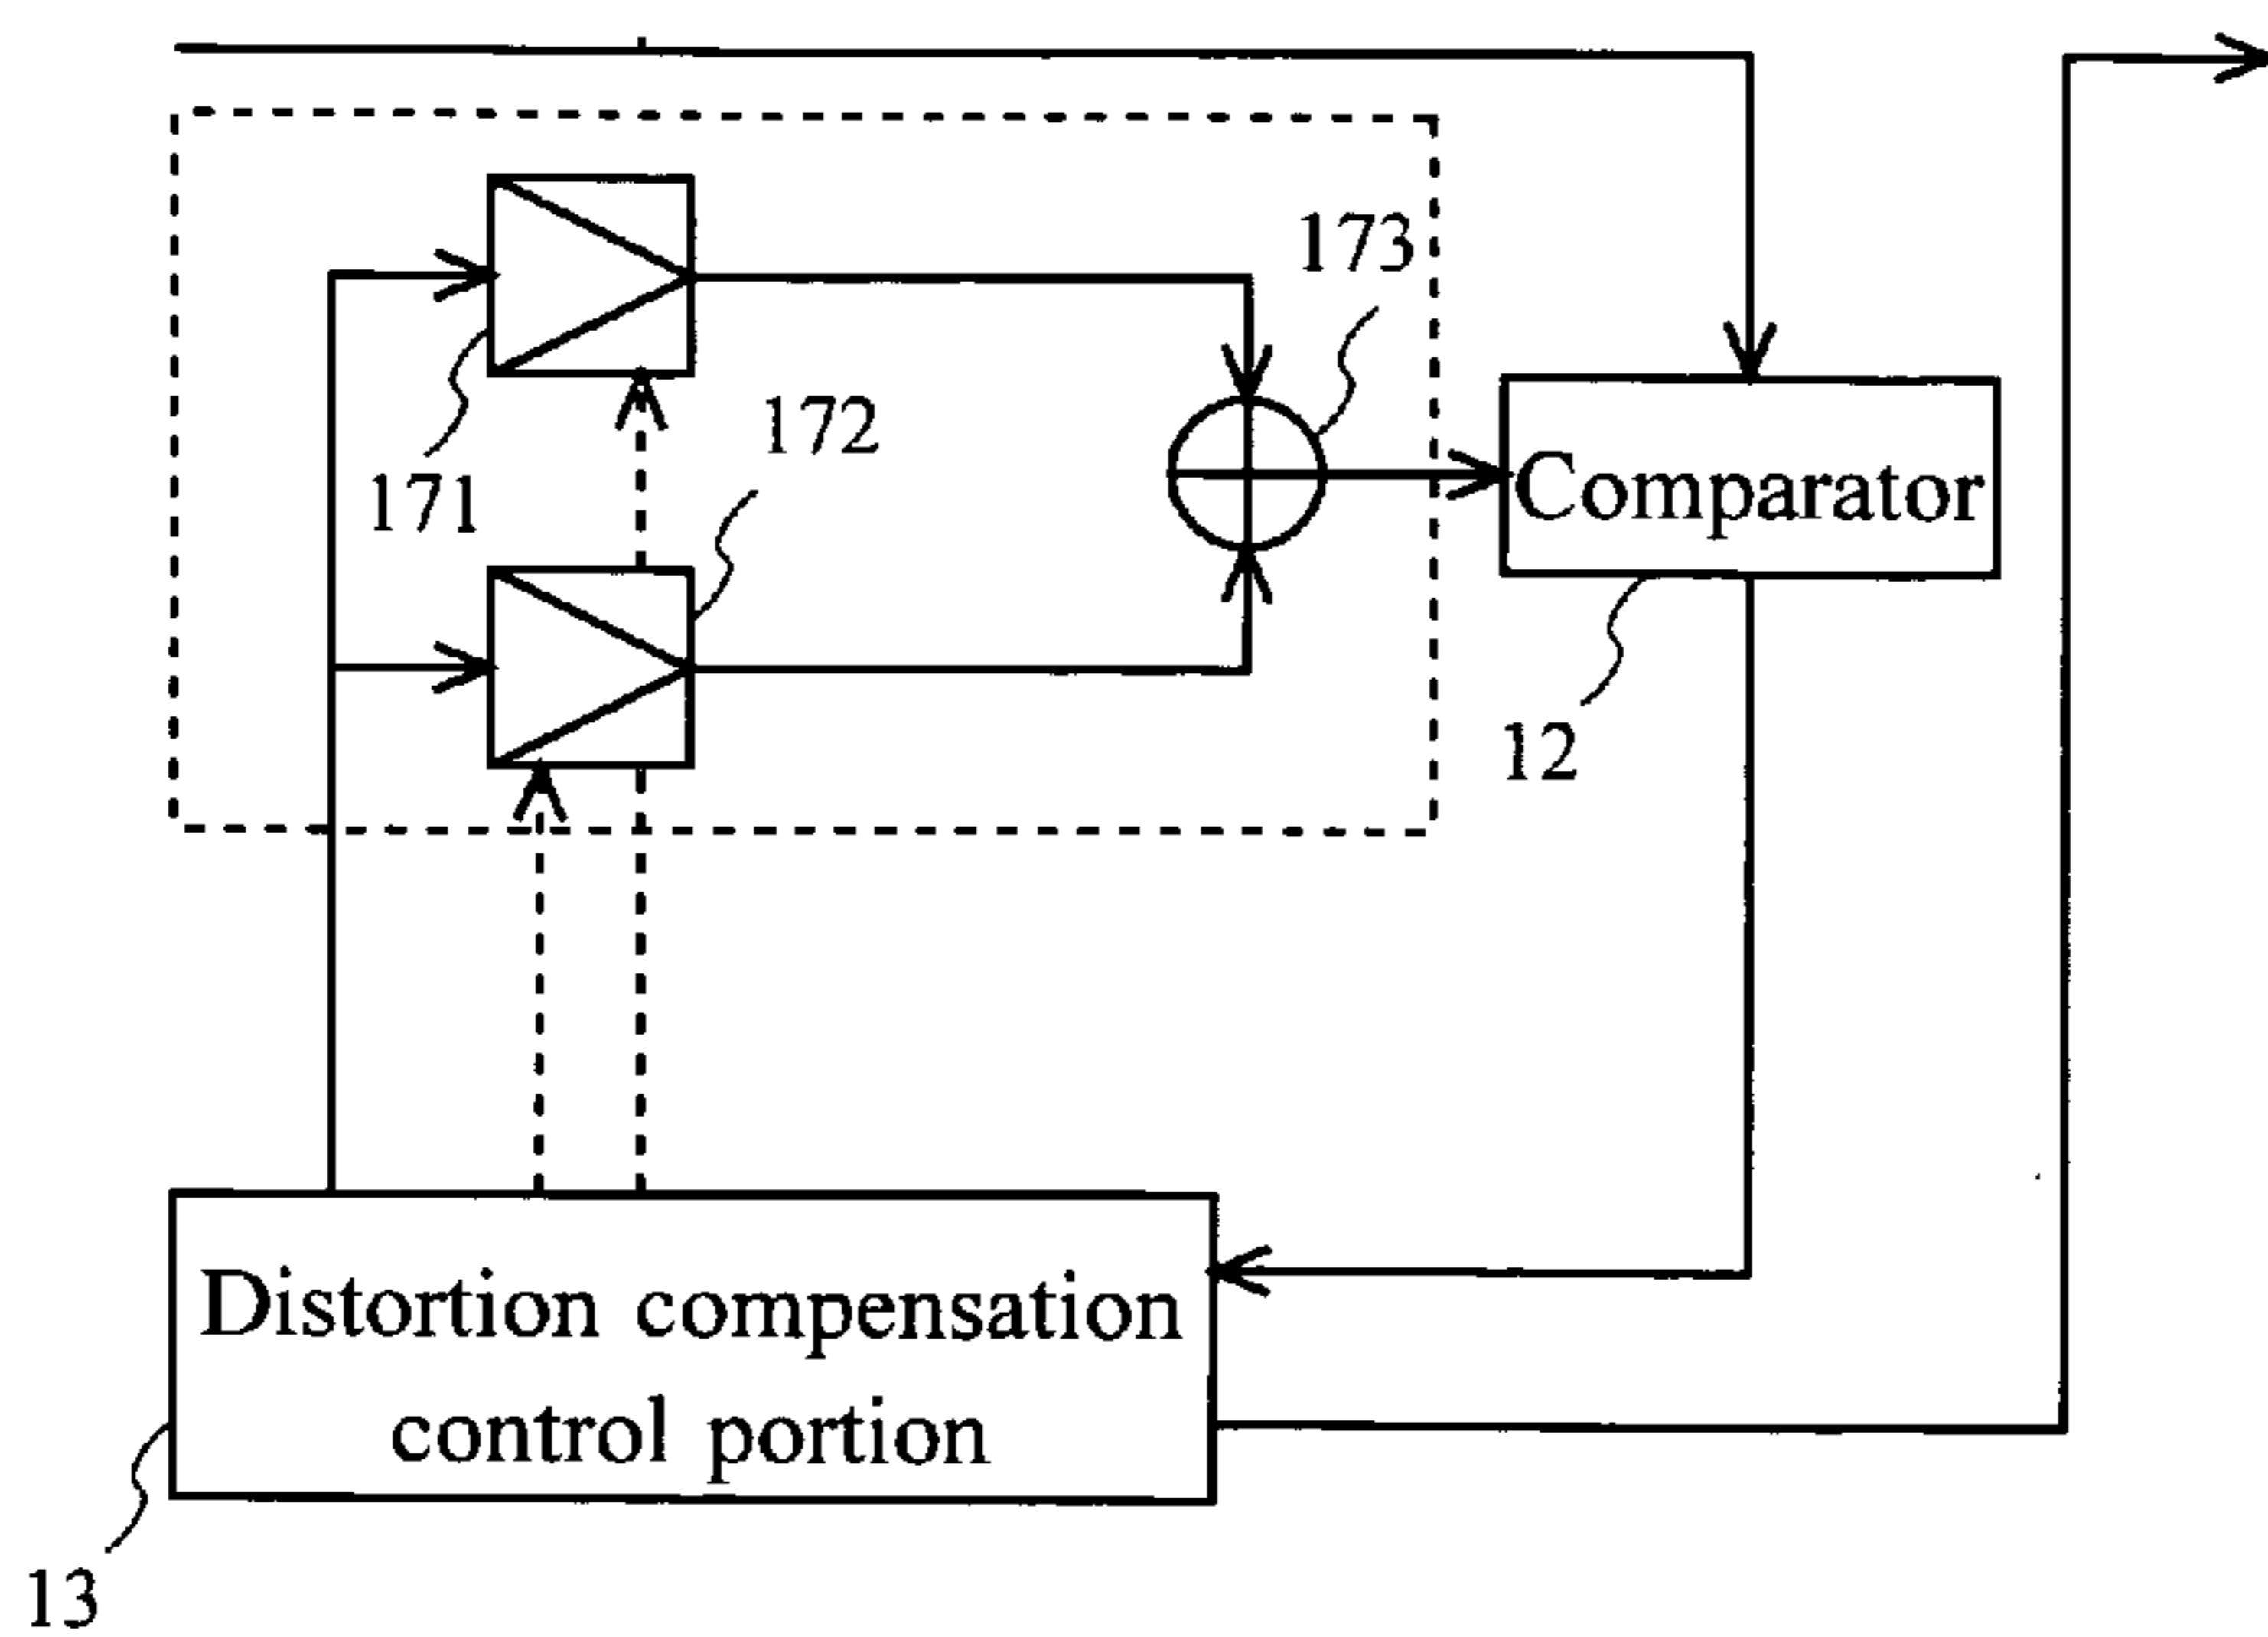 173
172
171
Comparator
12
Distortion compensation
control portion
13